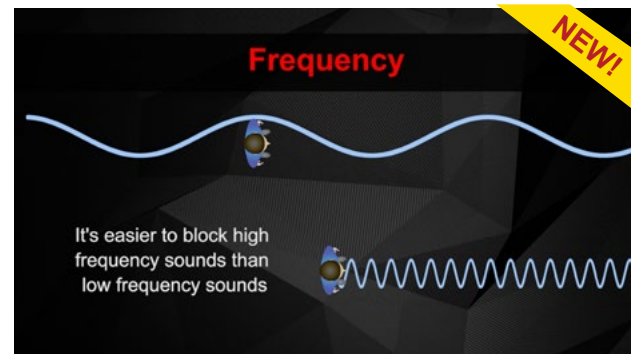 Frequency
NEW!
It's easier to block high
frequency sounds than
low frequency sounds